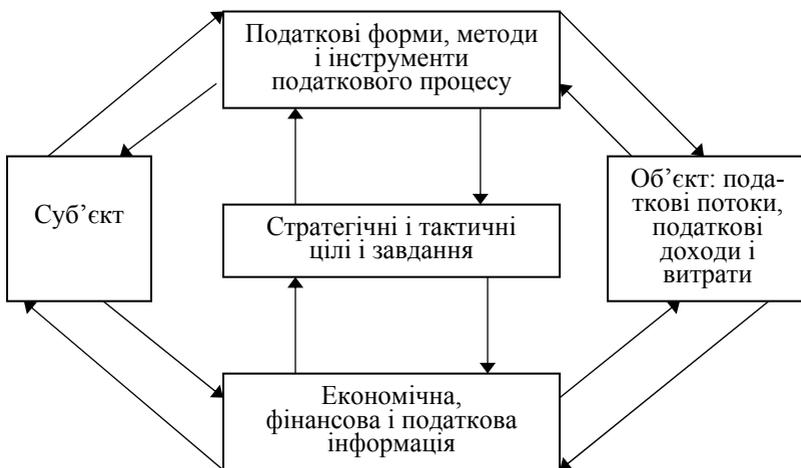 Податкові форми, методи
і інструменти
податкового процесу
Суб’єкт
Стратегічні і тактичні
цілі і завдання
Об’єкт: пода-
ткові потоки,
податкові
доходи і
витрати
Економічна,
фінансова і податкова
інформація